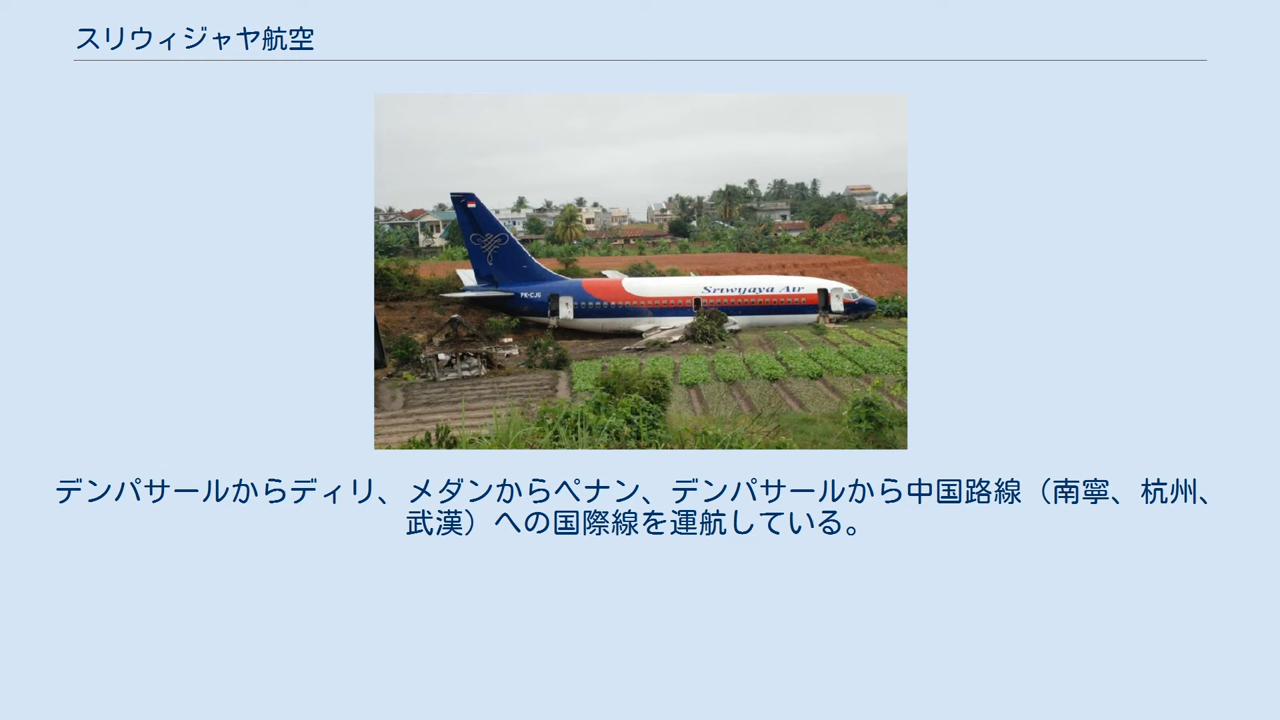 スリウィジャヤ航空
Sriwijaya Air
PK-CJG
デンパサールからディリ、メダンからペナン、デンパサールから中国路線（南寧、杭州、
武漢）への国際線を運航している。